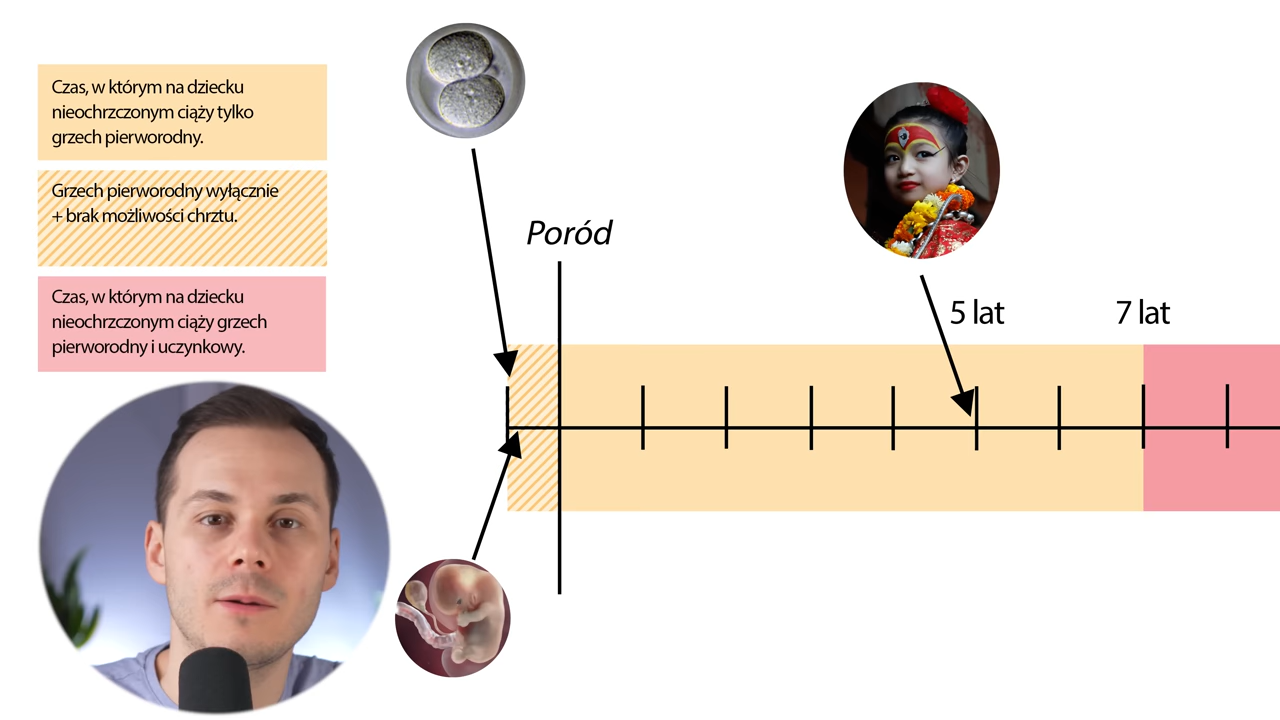 Czas, w którym na dziecku
nieochrzczonym ciąży tylko
grzech pierworodny.
Grzech pierworodny wyłącznie
+ brak możliwości chrztu.
Czas, w którym na dziecku
nieochrzczonym ciąży grzech
pierworodny i uczynkowy.
Poród
5 lat
7 lat